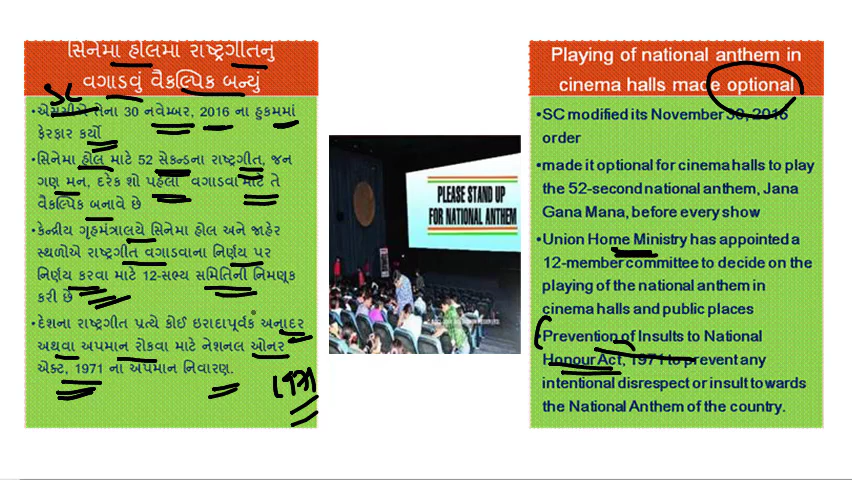 સિનેમા હોલમાં રાષ્ટ્રગીતનું
વગાડવું વૈકલ્પિક બન્યું
SC
રોના 30 નવેમ્બર, 2016 ના હુકમમાં
ફેરફાર કર્યો
સિનેમા હોલ માટે 52 સેકન્ડના રાષ્ટ્રગીત, જન
ગણ મન, દરેક શો પહેલા વગાડવા માટે તે
વૈકલ્પિક બનાવે છે
કેન્દ્રીય ગૃહમંત્રાલયે સિનેમા હોલ અને જાહેર
સ્થળોએ રાષ્ટ્રગીત વગાડવાના નિર્ણય પર
નિર્ણય કરવા માટે 12-સભ્ય સમિતિની નિમણૂક
કરી છે
દેશના રાષ્ટ્રગીત પ્રત્યે કોઈ ઇરાદાપૂર્વક અનાદર
અથવા અપમાન રોકવા માટે નેશનલ ઓનર
એક્ટ, 1971 ના અપમાન નિવારણ.
1971
PLEASE STAND UP
FOR NATIONAL ANTHEM
Playing of national anthem in
cinema halls made optional
SC modified its November 30, 2016
order
made it optional for cinema halls to play
the 52-second national anthem, Jana
Gana Mana, before every show
Union Home Ministry has appointed a
12-member committee to decide on the
playing of the national anthem in
cinema halls and public places
Prevention of Insults to National
Honour Act, 1971 to prevent any
intentional disrespect or insult towards
the National Anthem of the country.